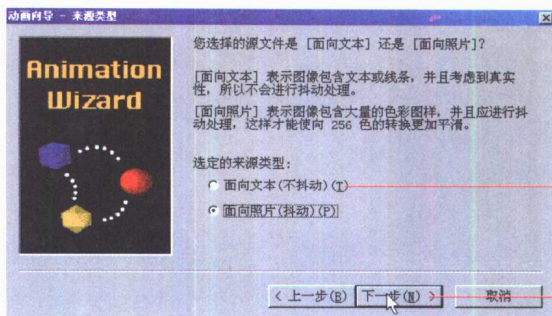 动画向导 - 来源类型
Animation
Wizard
您选择的源文件是 [面向文本] 还是 [面向照片]?
[面向文本] 表示图像包含文本或线条，并且考虑到真实
性，所以不会进行抖动处理。
[面向照片] 表示图像包含大量的色彩图样，并且应进行抖
动处理，这样才能使向 256 色的转换更加平滑。
选定的来源类型:
面向文本(不抖动)(T)
面向照片(抖动)(P)
< 上一步(B)
下一步(N) >
取消